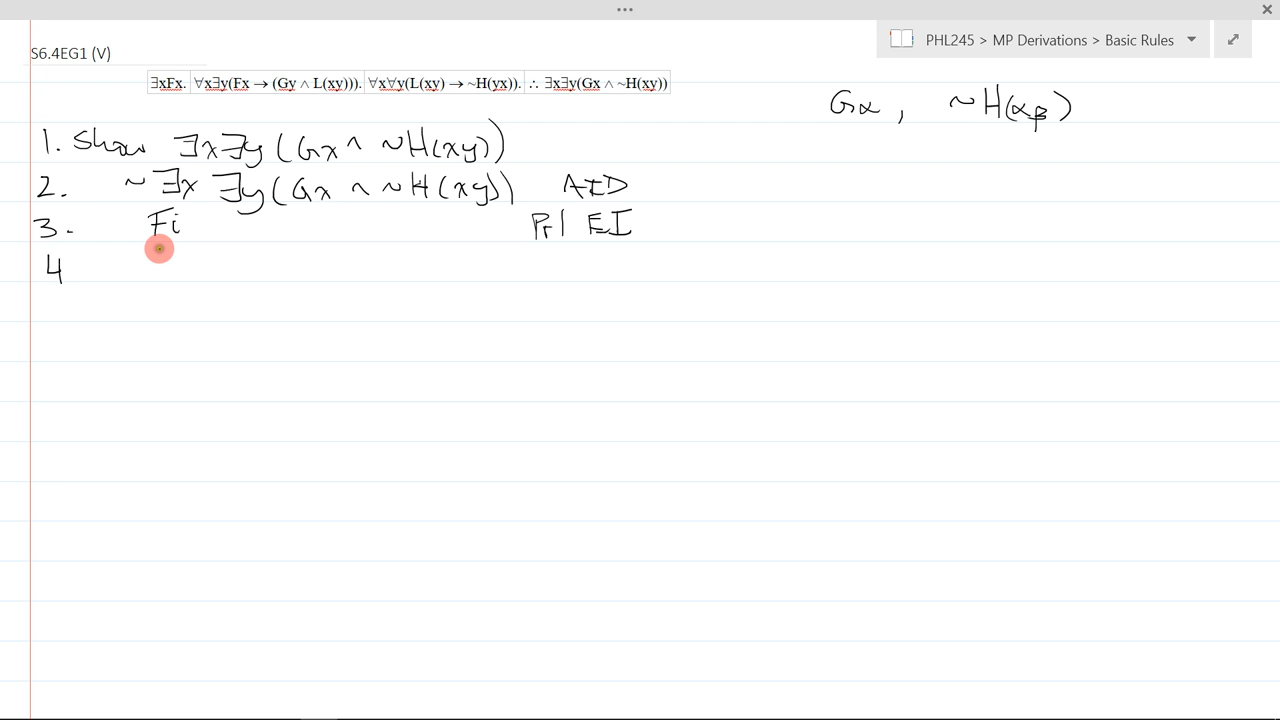 PHL245 > MP Derivations > Basic Rules
S6.4EG1 (V)
∃xFx. ∀x∃y(Fx → (Gy ∧ L(xy))). ∀x∀y(L(xy) → ~H(yx)). ∴ ∃x∃y(Gx ∧ ~H(xy))
Gα , ~H(αβ)
1. Show ∃x∃y(Gx ∧ ~H(xy))
2. ~∃x ∃y(Gx ∧ ~H(xy)) AID
3. Fi Pr1 EI
4